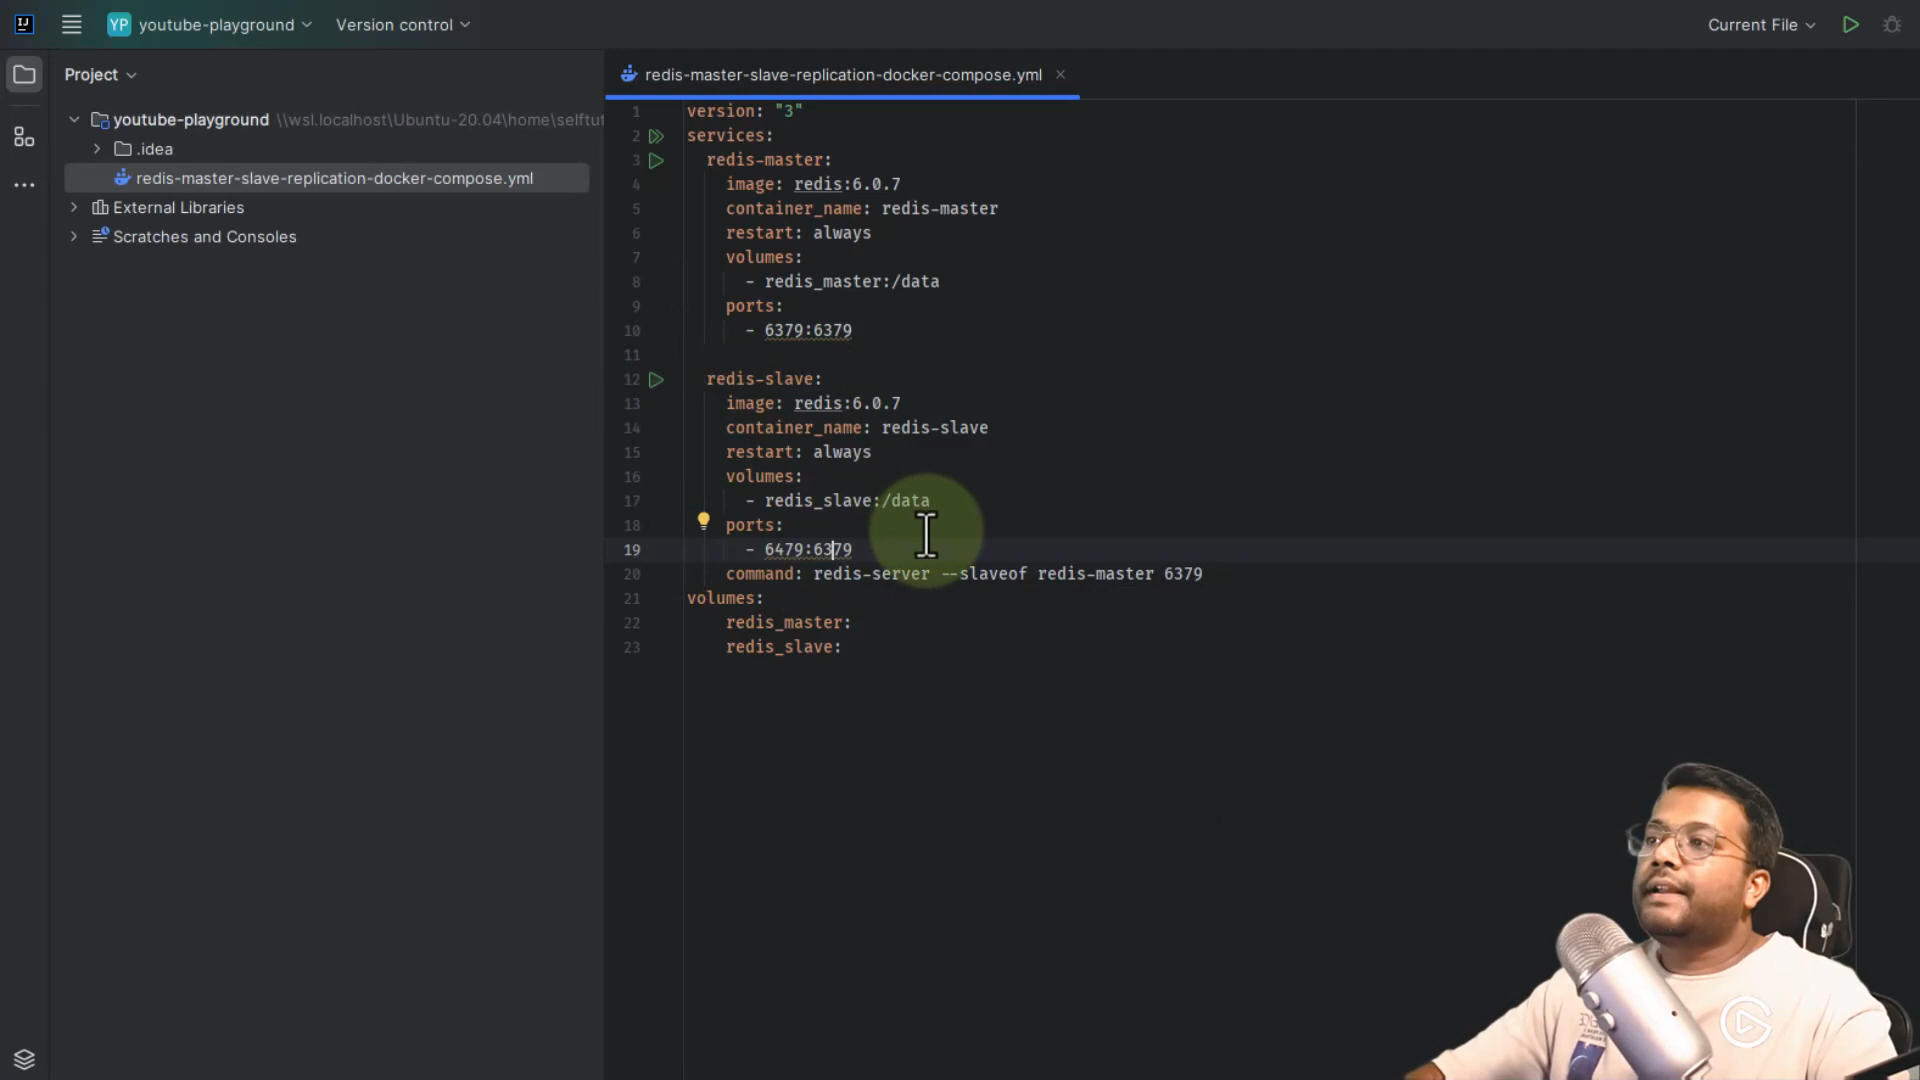 IJ
YP youtube-playground
Version control
Current File
Project
youtube-playground \\wsl.localhost\Ubuntu-20.04\home\selftut
.idea
redis-master-slave-replication-docker-compose.yml
External Libraries
Scratches and Consoles
redis-master-slave-replication-docker-compose.yml
1 version: "3"
2 services:
3 redis-master:
4 image: redis:6.0.7
5 container_name: redis-master
6 restart: always
7 volumes:
8 - redis_master:/data
9 ports:
10 - 6379:6379
11
12 redis-slave:
13 image: redis:6.0.7
14 container_name: redis-slave
15 restart: always
16 volumes:
17 - redis_slave:/data
18 ports:
19 - 6479:6379
20 command: redis-server --slaveof redis-master 6379
21 volumes:
22 redis_master:
23 redis_slave: